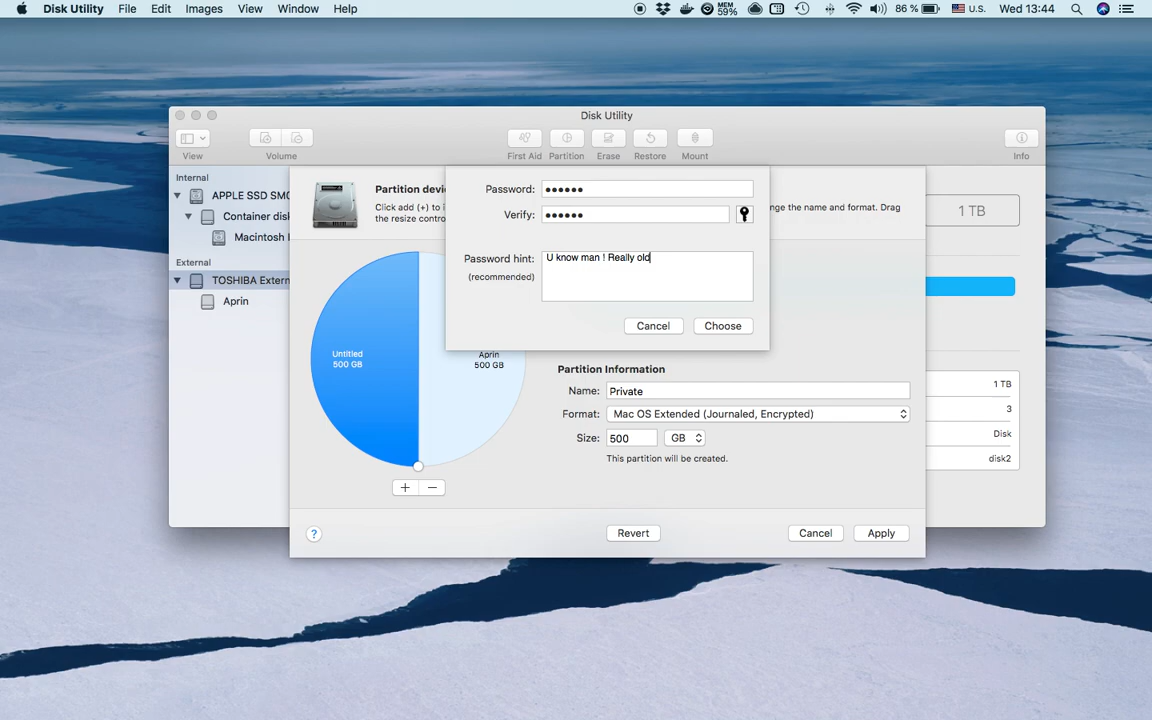 Disk Utility File Edit Images View Window Help MEM 59% 86 % U.S. Wed 13:44
Disk Utility
View Volume First Aid Partition Erase Restore Mount Info
Internal
APPLE SSD SM0
Container disk
Macintosh
External
TOSHIBA Extern
Aprin
Partition devi
Click add (+) to i
the resize contro
nge the name and format. Drag
1 TB
Password: ••••••
Verify: ••••••
Password hint: U know man ! Really old
(recommended)
Cancel Choose
Untitled
500 GB
Aprin
500 GB
Partition Information
Name: Private
Format: Mac OS Extended (Journaled, Encrypted)
Size: 500 GB
This partition will be created.
1 TB
3
Disk
disk2
+ −
? Revert Cancel Apply